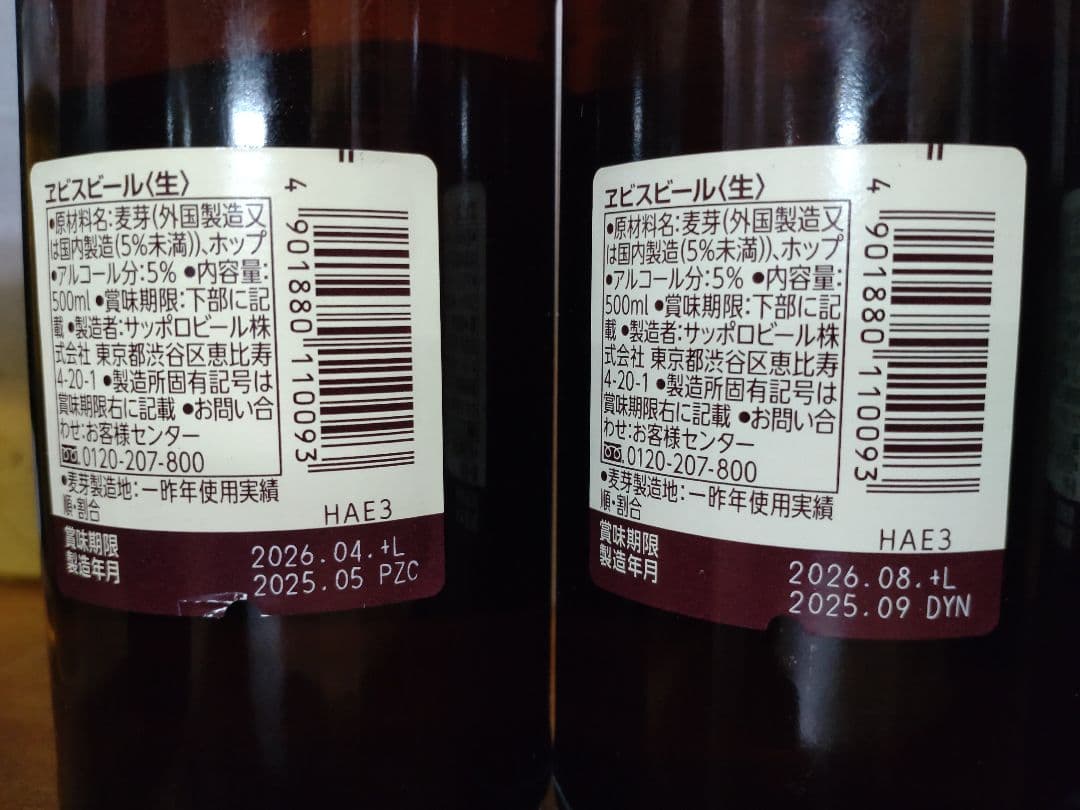 ヱビスビール〈生〉
●原材料名:麦芽(外国製造又
は国内製造(5%未満))、ホップ
●アルコール分:5% ●内容量:
500ml ●賞味期限:下部に記
載 ●製造者:サッポロビール株
式会社 東京都渋谷区恵比寿
4-20-1 ●製造所固有記号は
賞味期限右に記載 ●お問い合
わせ:お客様センター
0120-207-800
●麦芽製造地:一昨年使用実績
順・割合
4 901880 110093
HAE3
賞味期限
製造年月
2026.04.+L
2025.05 PZC
ヱビスビール〈生〉
●原材料名:麦芽(外国製造又
は国内製造(5%未満))、ホップ
●アルコール分:5% ●内容量:
500ml ●賞味期限:下部に記
載 ●製造者:サッポロビール株
式会社 東京都渋谷区恵比寿
4-20-1 ●製造所固有記号は
賞味期限右に記載 ●お問い合
わせ:お客様センター
0120-207-800
●麦芽製造地:一昨年使用実績
順・割合
4 901880 110093
HAE3
賞味期限
製造年月
2026.08.+L
2025.09 DYN